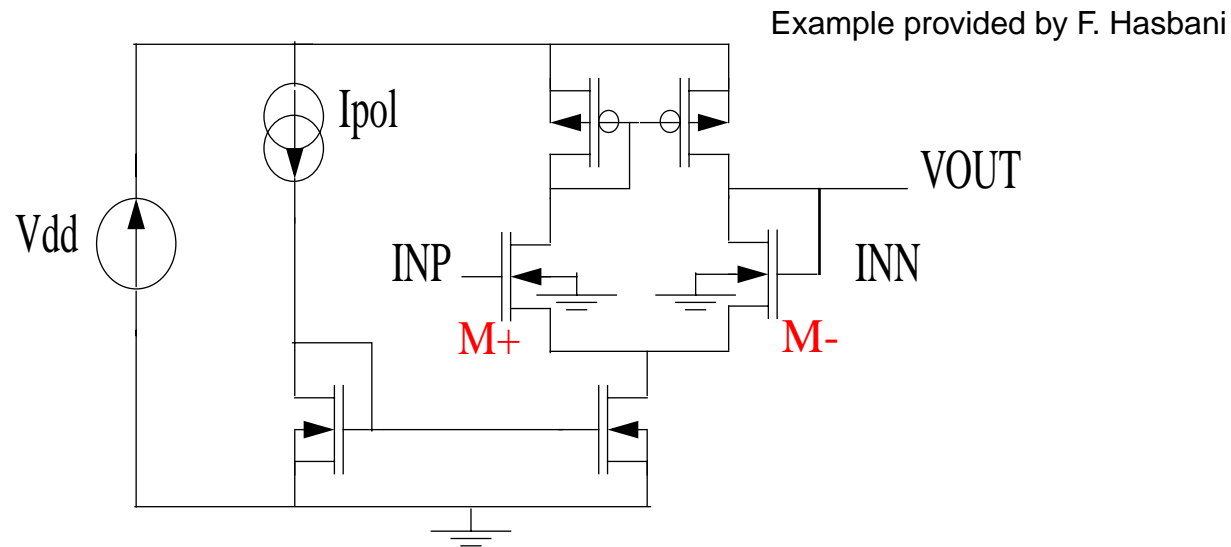 Example provided by F. Hasbani
Ipol
VOUT
Vdd
INP
INN
M+
M-